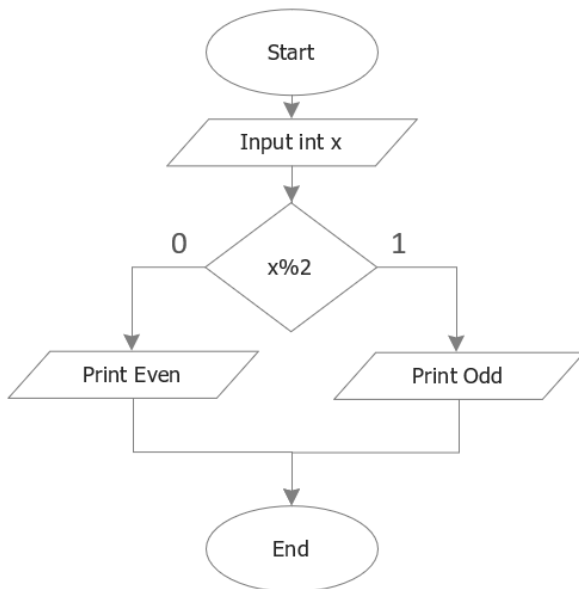 Start
Input int x
0
1
x%2
Print Even
Print Odd
End